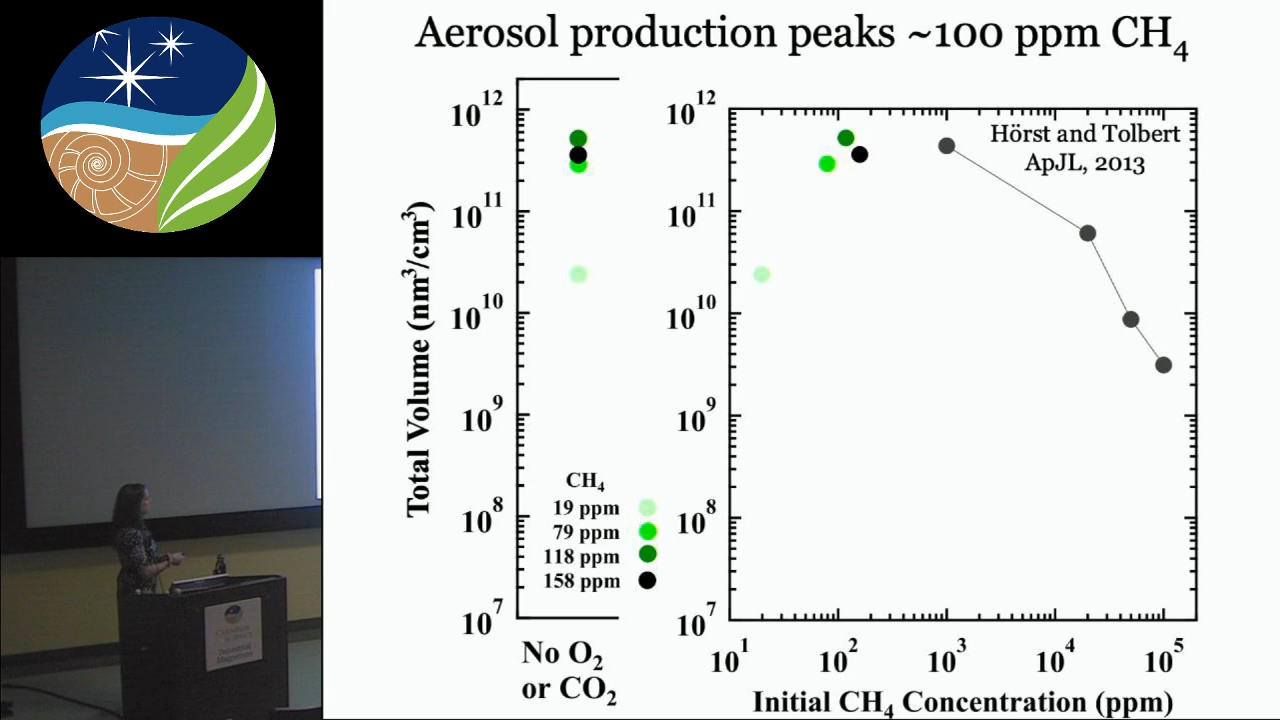 Aerosol production peaks ~100 ppm CH₄
Total Volume (nm³/cm³)
10¹²
10¹¹
10¹⁰
10⁹
10⁸
10⁷
CH₄
19 ppm
79 ppm
118 ppm
158 ppm
No O₂
or CO₂
10¹²
10¹¹
10¹⁰
10⁹
10⁸
10⁷
Hörst and Tolbert
ApJL, 2013
10¹ 10² 10³ 10⁴ 10⁵
Initial CH₄ Concentration (ppm)